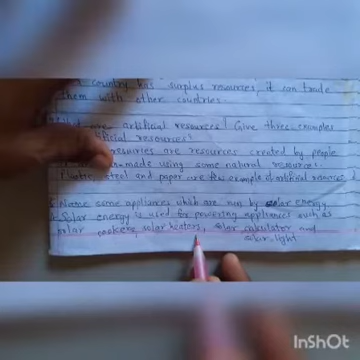 country has surplus resources, it can trade
them with other countries.
are artificial resources? Give three examples
artificial resources?
resources are resources created by people
made using some natural resources.
Plastic, steel and paper are few example of artificial resources
Name some appliances which are run by solar energy.
Solar energy is used for powering appliances such as
solar cookers, solar heaters, solar calculator and
solar light
InShOt